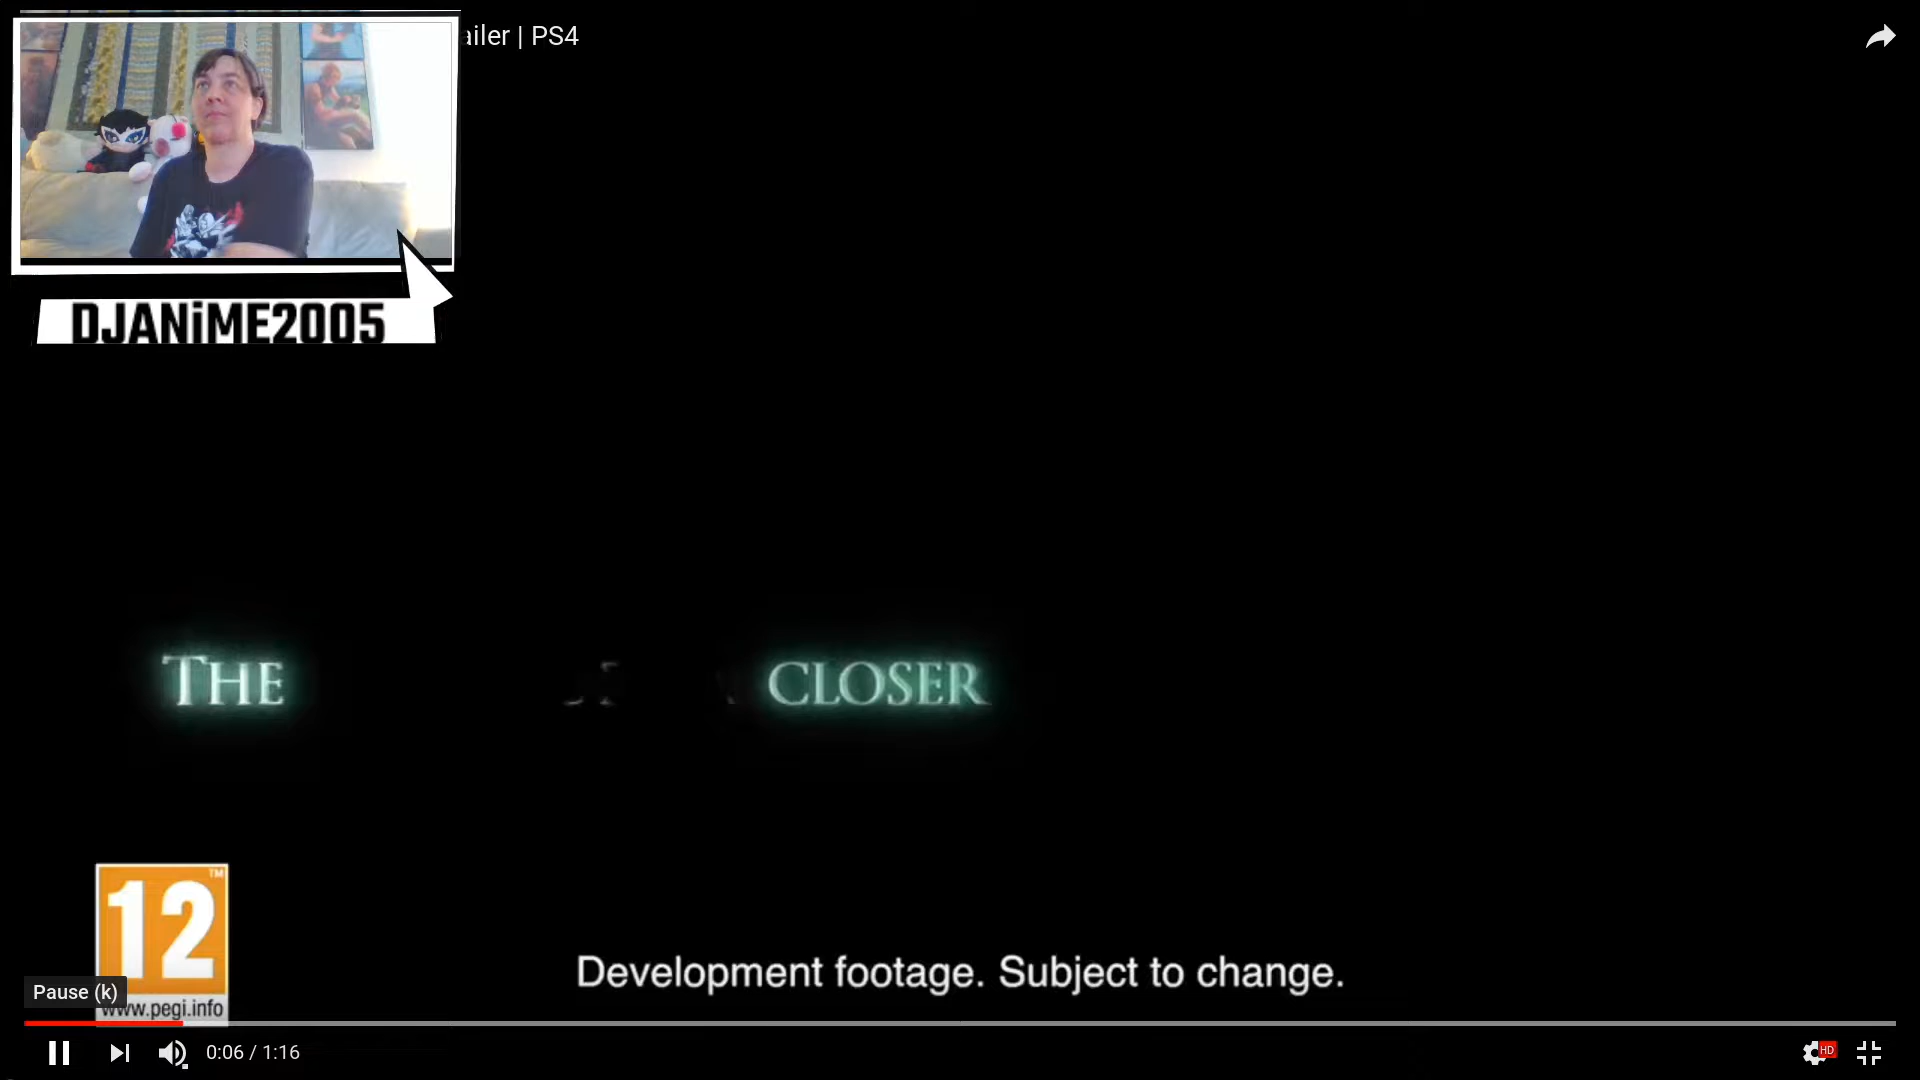 ailer | PS4
DJANiME2005
THE CLOSER
12
TM
www.pegi.info
Development footage. Subject to change.
Pause (k)
0:06 / 1:16
HD